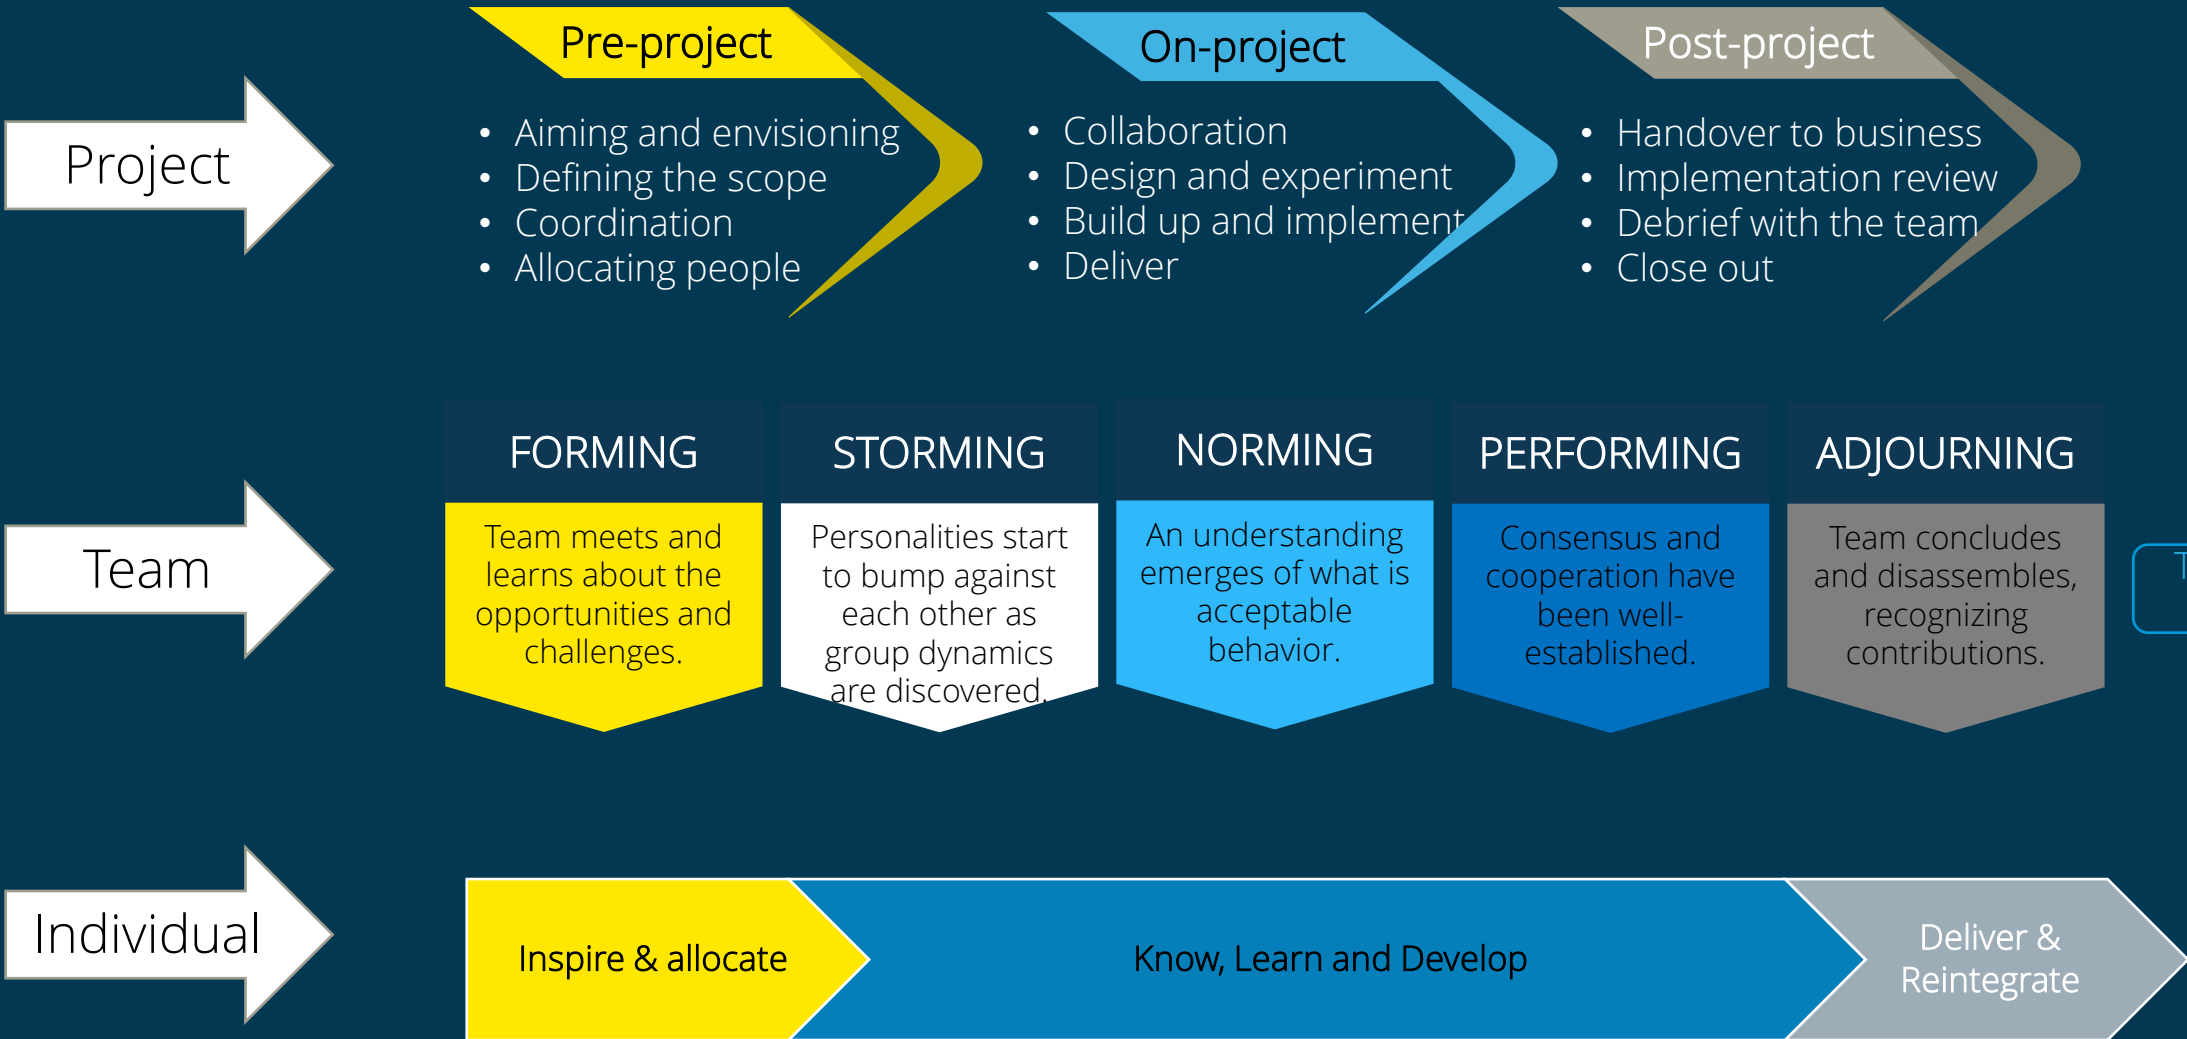 Project
Pre-project
• Aiming and envisioning
• Defining the scope
• Coordination
• Allocating people
On-project
• Collaboration
• Design and experiment
• Build up and implement
• Deliver
Post-project
• Handover to business
• Implementation review
• Debrief with the team
• Close out
Team
FORMING
Team meets and
learns about the
opportunities and
challenges.
STORMING
Personalities start
to bump against
each other as
group dynamics
are discovered.
NORMING
An understanding
emerges of what is
acceptable
behavior.
PERFORMING
Consensus and
cooperation have
been well-
established.
ADJOURNING
Team concludes
and disassembles,
recognizing
contributions.
Individual
Inspire & allocate
Know, Learn and Develop
Deliver &
Reintegrate